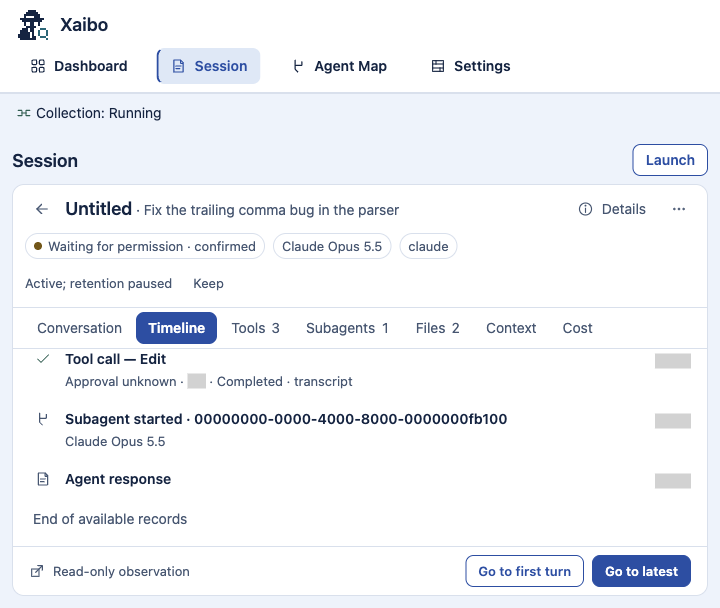 Xaibo
Dashboard Session Agent Map Settings
Collection: Running
Session Launch
Untitled · Fix the trailing comma bug in the parser Details
Waiting for permission · confirmed Claude Opus 5.5 claude
Active; retention paused Keep
Conversation Timeline Tools 3 Subagents 1 Files 2 Context Cost
Tool call — Edit
Approval unknown · · Completed · transcript
Subagent started · 00000000-0000-4000-8000-0000000fb100
Claude Opus 5.5
Agent response
End of available records
Read-only observation Go to first turn Go to latest